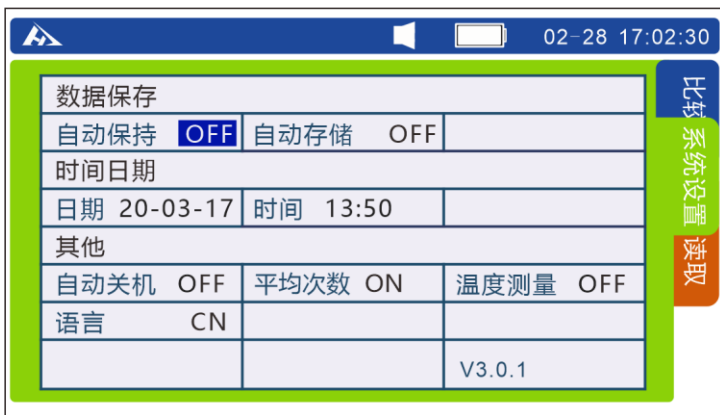 02-28 17:02:30
数据保存
自动保持 OFF 自动存储 OFF
时间日期
日期 20-03-17 时间 13:50
其他
自动关机 OFF 平均次数 ON 温度测量 OFF
语言 CN
V3.0.1
比较
系统设置
读取